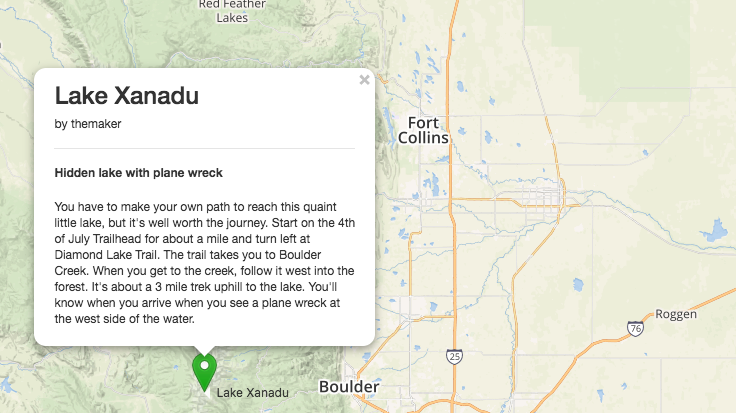 Red Feather
Lakes
×
Lake Xanadu
by themaker
Hidden lake with plane wreck
You have to make your own path to reach this quaint
little lake, but it's well worth the journey. Start on the 4th
of July Trailhead for about a mile and turn left at
Diamond Lake Trail. The trail takes you to Boulder
Creek. When you get to the creek, follow it west into the
forest. It's about a 3 mile trek uphill to the lake. You'll
know when you arrive when you see a plane wreck at
the west side of the water.
Fort
Collins
Roggen
76
25
Lake Xanadu
Boulder